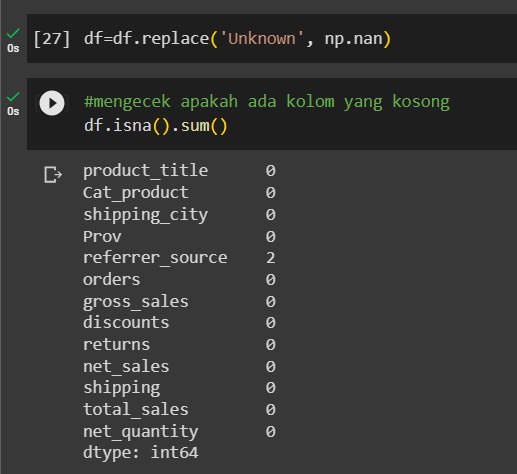 [27] df=df.replace('Unknown', np.nan)
0s
#mengecek apakah ada kolom yang kosong
0s
df.isna().sum()
product_title 0
Cat_product 0
shipping_city 0
Prov 0
referrer_source 2
orders 0
gross_sales 0
discounts 0
returns 0
net_sales 0
shipping 0
total_sales 0
net_quantity 0
dtype: int64